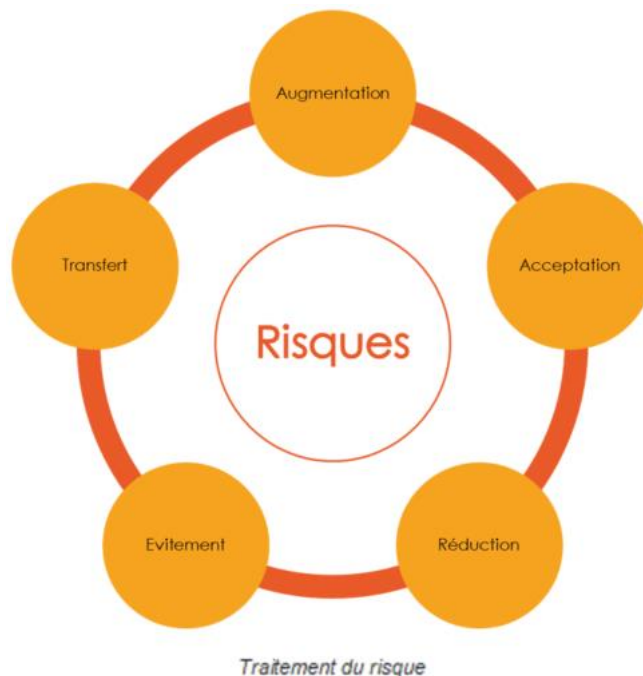 Augmentation
Transfert
Acceptation
Risques
Evitement
Réduction
Traitement du risque